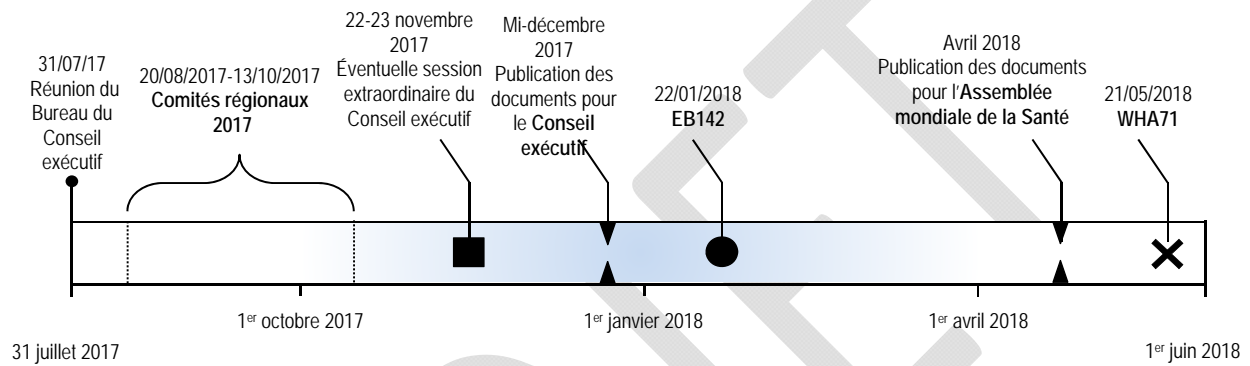 31/07/17
Réunion du
Bureau du
Conseil
exécutif
20/08/2017-13/10/2017
Comités régionaux
2017
22-23 novembre
2017
Éventuelle session
extraordinaire du
Conseil exécutif
Mi-décembre
2017
Publication des
documents pour
le Conseil
exécutif
22/01/2018
EB142
Avril 2018
Publication des documents
pour l'Assemblée
mondiale de la Santé
21/05/2018
WHA71
1er octobre 2017
1er janvier 2018
1er avril 2018
31 juillet 2017
1er juin 2018